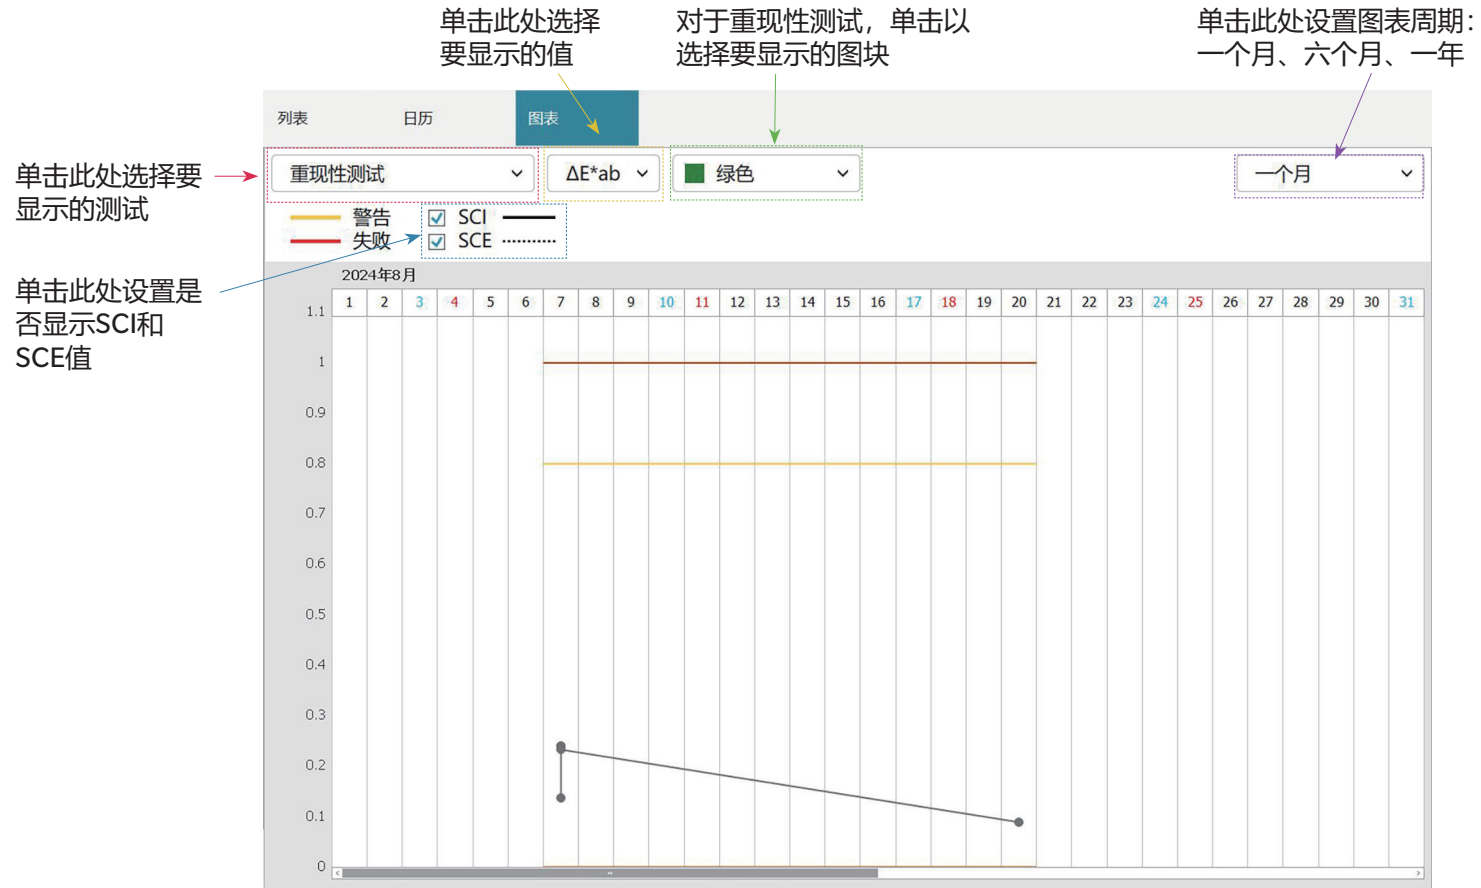 单击此处选择
要显示的值
对于重现性测试，单击以
选择要显示的图块
单击此处设置图表周期：
一个月、六个月、一年
列表 日历 图表
单击此处选择要
显示的测试
重现性测试 ΔE*ab 绿色 一个月
警告 SCI
失败 SCE
单击此处设置是
否显示SCI和
SCE值
2024年8月
1 2 3 4 5 6 7 8 9 10 11 12 13 14 15 16 17 18 19 20 21 22 23 24 25 26 27 28 29 30 31
1.1
1
0.9
0.8
0.7
0.6
0.5
0.4
0.3
0.2
0.1
0